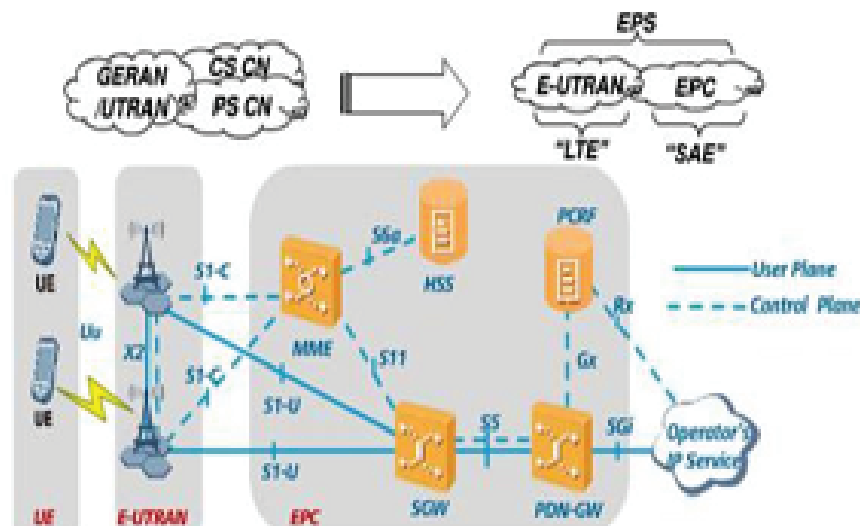 EPS
GERAN
/UTRAN
CS CN
PS CN
E-UTRAN
EPC
"LTE"
"SAE"
UE
UE
Uu
X2
S1-C
S1-C
S1-U
S1-U
MME
S6a
HSS
S11
PCRF
Gx
Rx
User Plane
Control Plane
S5
SGi
Operator's
IP Service
SGW
PDN-GW
UE
E-UTRAN
EPC